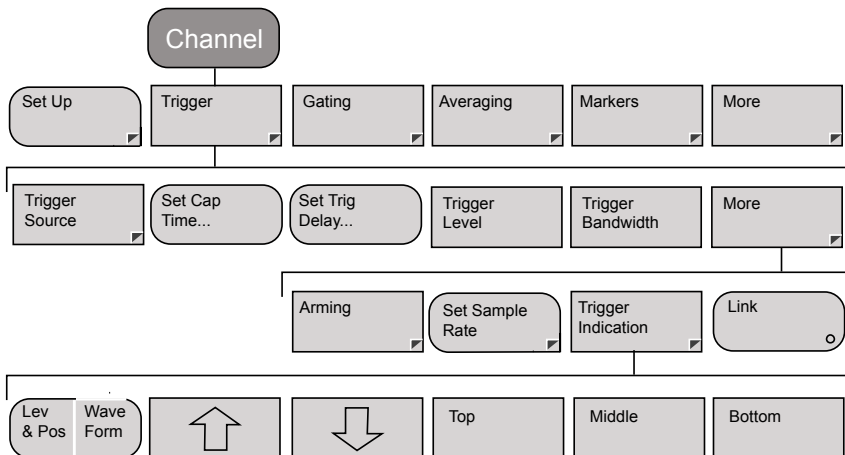 Channel
Set Up
Trigger
Gating
Averaging
Markers
More
Trigger
Source
Set Cap
Time...
Set Trig
Delay...
Trigger
Level
Trigger
Bandwidth
More
Arming
Set Sample
Rate
Trigger
Indication
Link
Lev
& Pos
Wave
Form
Top
Middle
Bottom